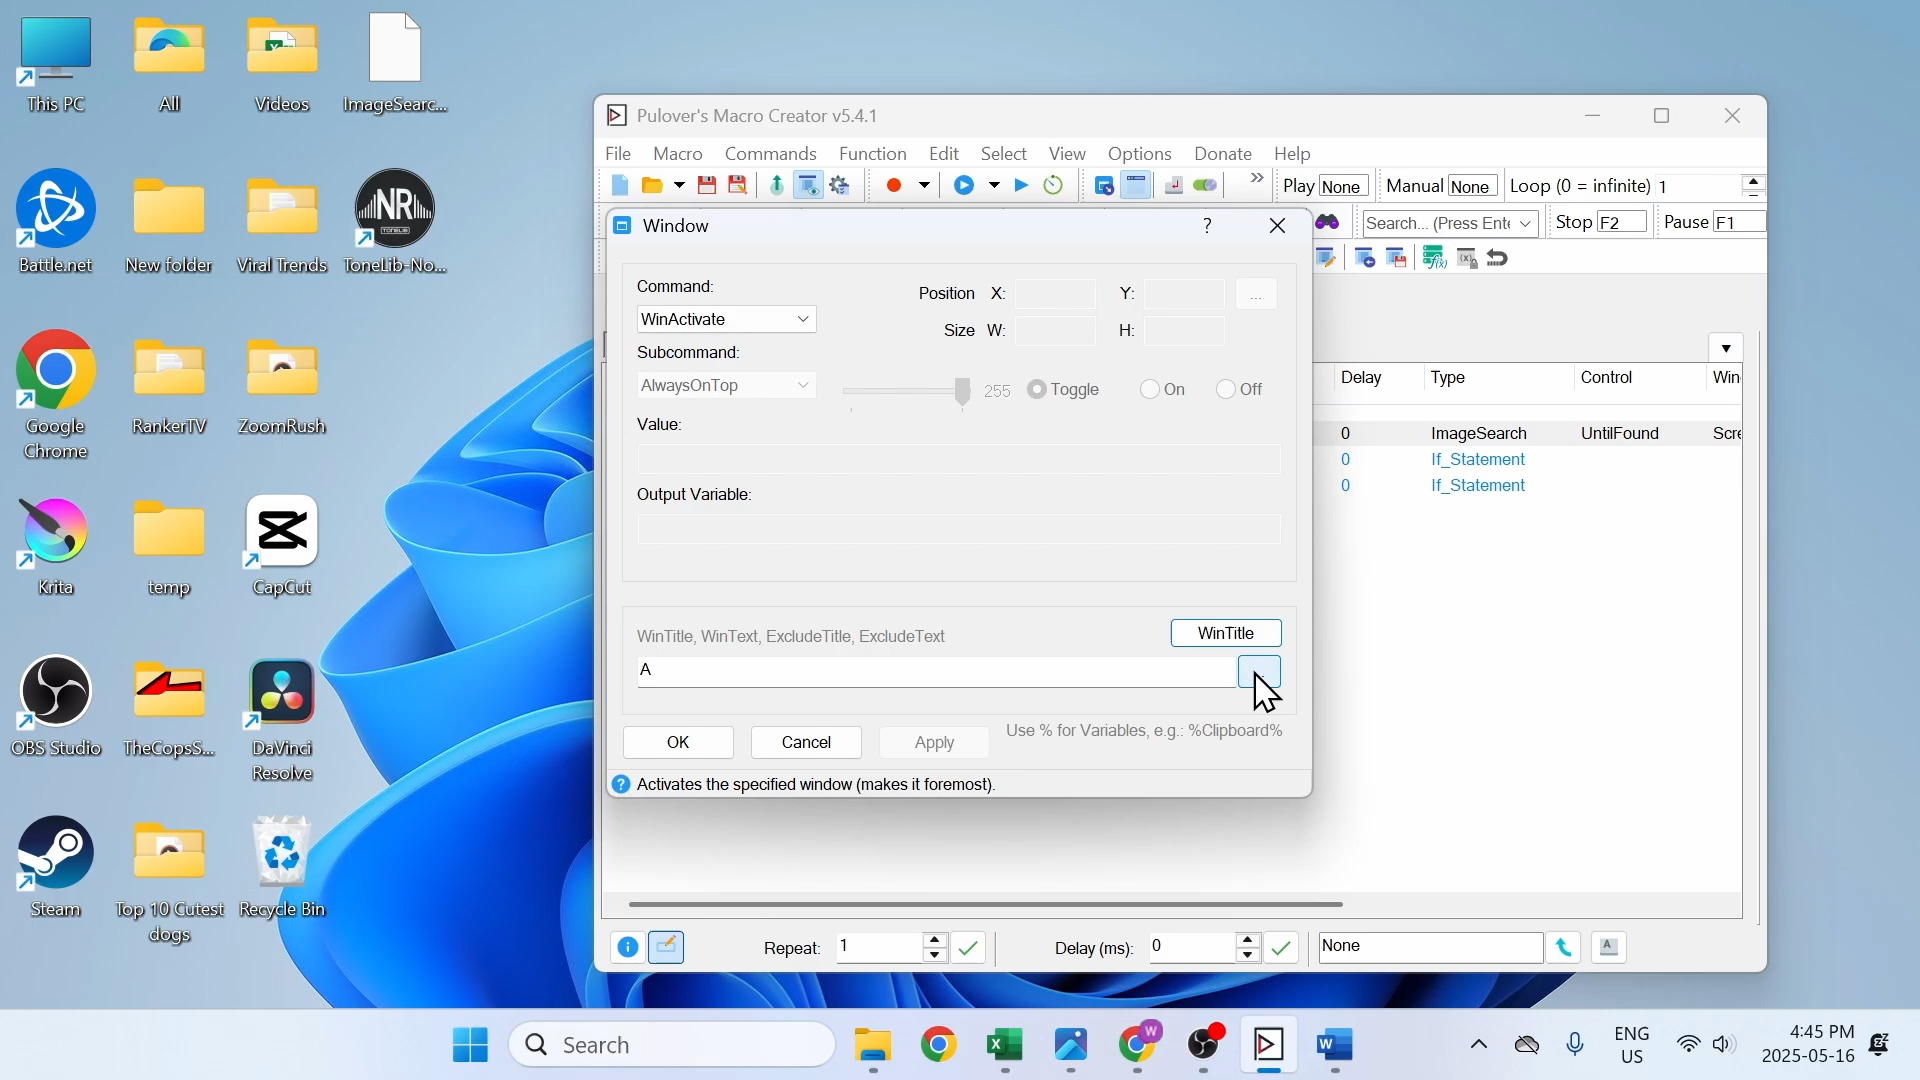 This PC
All
Videos
ImageSearc...
Battle.net
New folder
Viral Trends
ToneLib-No...
NR
TONELIB
Google
Chrome
RankerTV
ZoomRush
Krita
temp
CapCut
OBS Studio
TheCopsS...
DaVinci
Resolve
Steam
Top 10 Cutest
dogs
Recycle Bin
Pulover's Macro Creator v5.4.1
File Macro Commands Function Edit Select View Options Donate Help
» Play None Manual None Loop (0 = infinite) 1
Search... (Press Ente Stop F2 Pause F1
Window ?
Command:
WinActivate
Position X: Y: ...
Size W: H:
Subcommand:
AlwaysOnTop 255 Toggle On Off
Value:
Output Variable:
WinTitle, WinText, ExcludeTitle, ExcludeText WinTitle
A
OK Cancel Apply Use % for Variables, e.g.: %Clipboard%
? Activates the specified window (makes it foremost).
Delay Type Control Win
0 ImageSearch UntilFound Scre
0 If_Statement
0 If_Statement
Repeat: 1 Delay (ms): 0 None A
Search
W
ENG
US
4:45 PM
2025-05-16